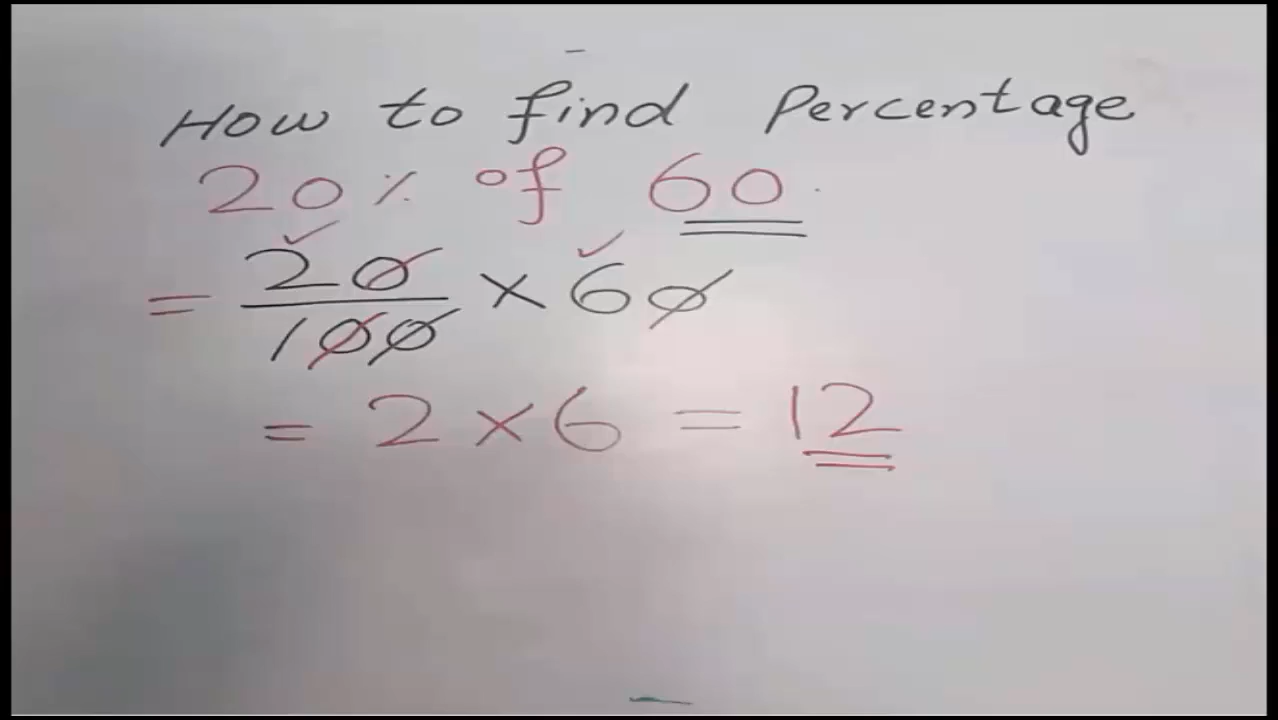 How to find Percentage
20% of 60
= 20/100 × 60
= 2 × 6 = 12